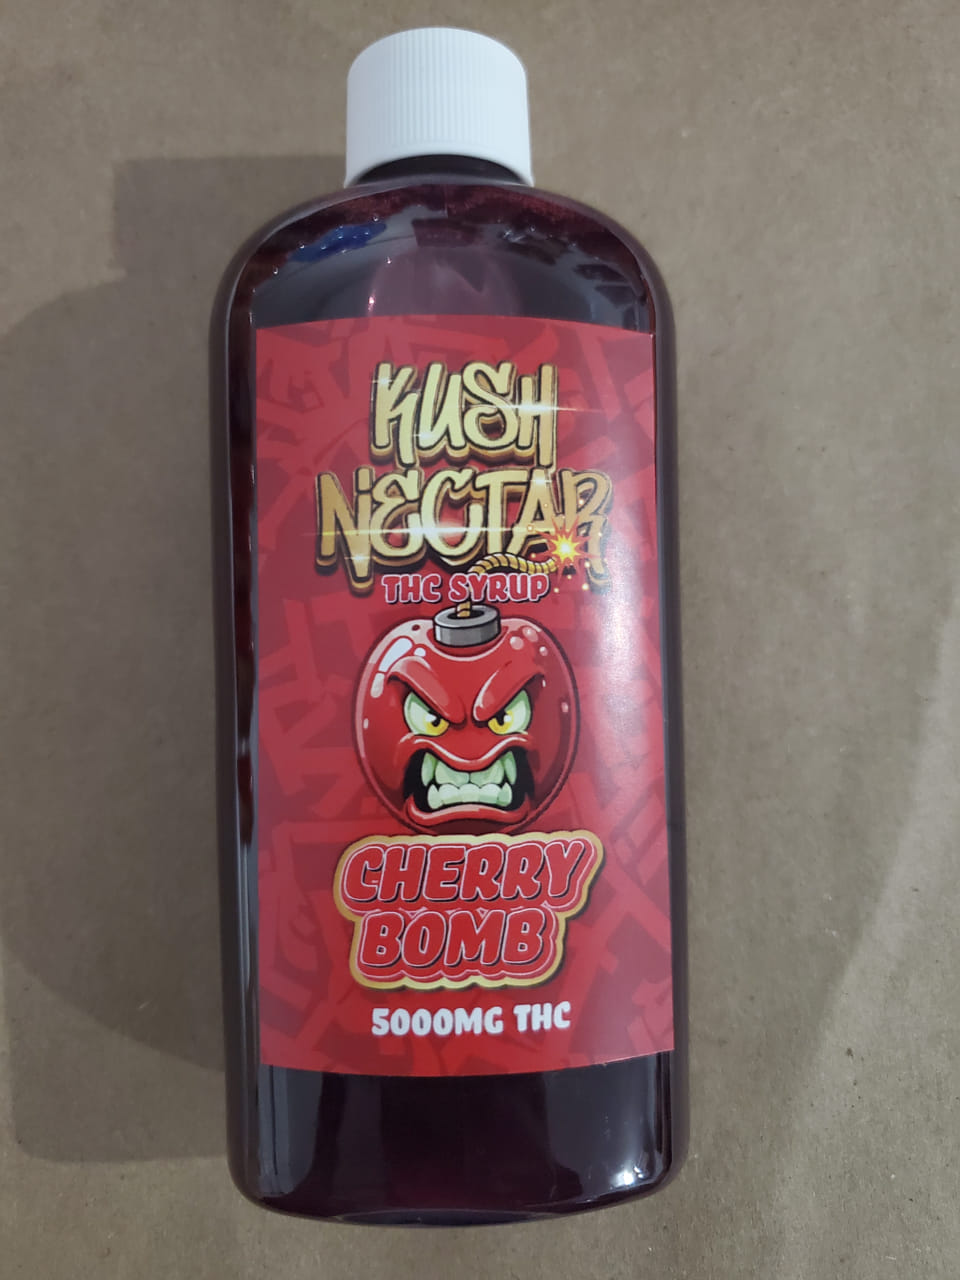 KUSH
NECTAR
THC SYRUP
CHERRY
BOMB
5000MG THC